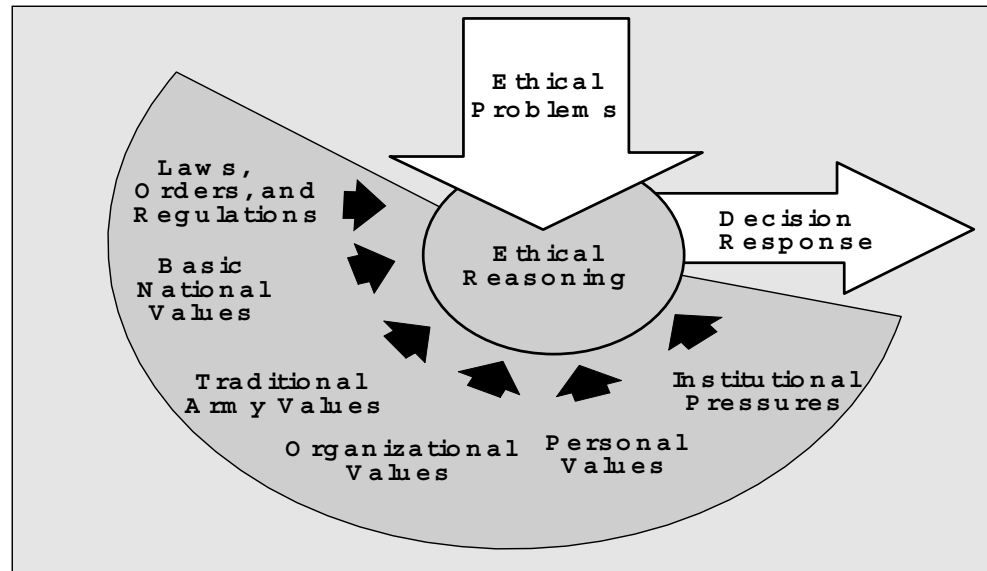 Ethical
Problems
Laws,
Orders, and
Regulations
Decision
Response
Ethical
Reasoning
Basic
National
Values
Traditional
Army Values
Institutional
Pressures
Organizational
Values
Personal
Values